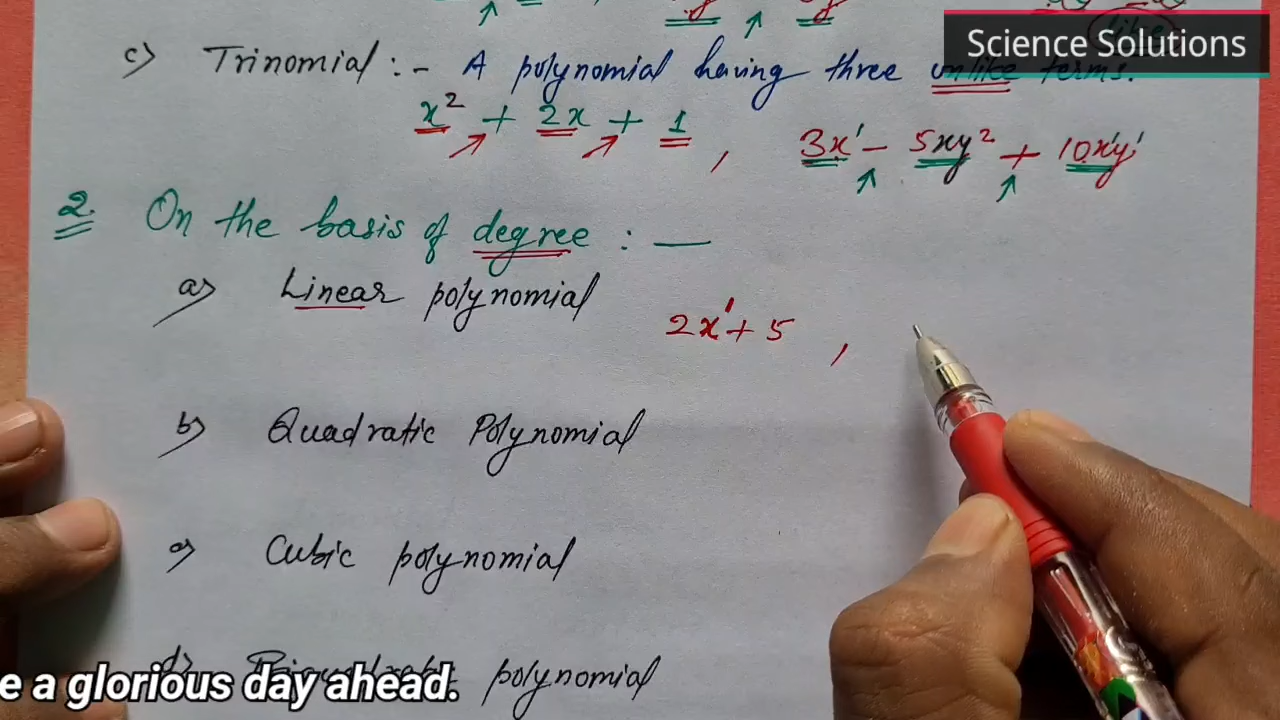 Science Solutions
c) Trinomial :- A polynomial having three unlike terms.
x² + 2x + 1 , 3x¹ - 5xy² + 10x¹y¹
2. On the basis of degree : —
a) Linear polynomial 2x¹ + 5 ,
b) Quadratic Polynomial
c) Cubic polynomial
d) polynomial
e a glorious day ahead.